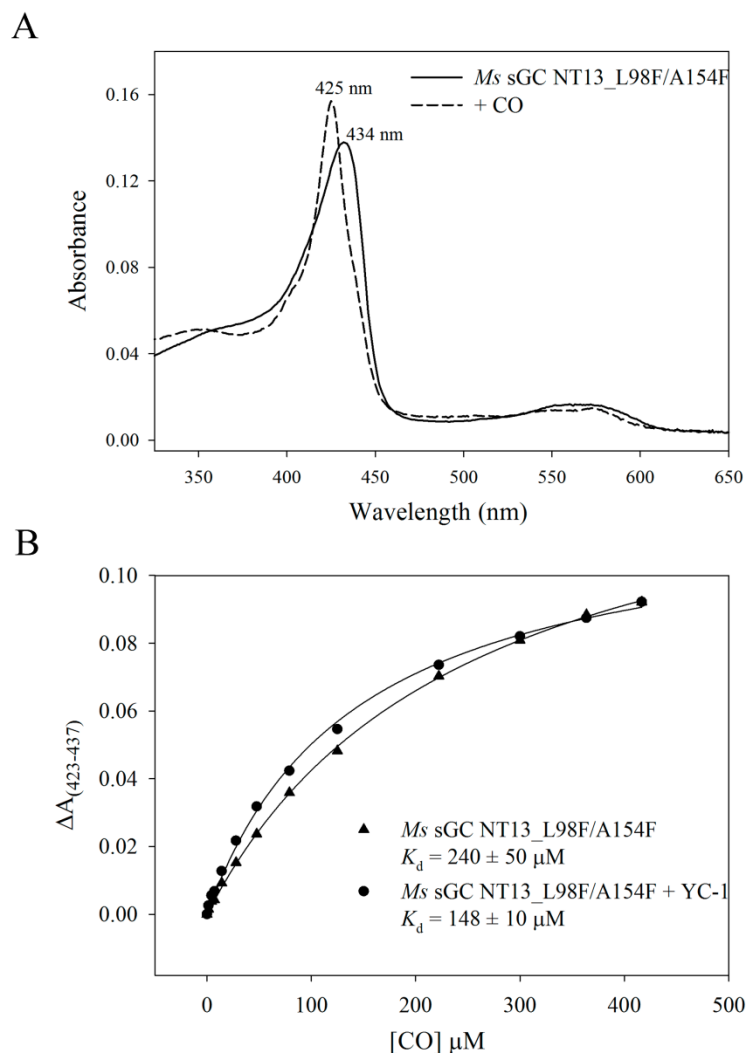 A
Ms sGC NT13_L98F/A154F
+ CO
425 nm
434 nm
0.16
0.12
0.08
0.04
0.00
Absorbance
350 400 450 500 550 600 650
Wavelength (nm)
B
0.10
0.08
0.06
0.04
0.02
0.00
ΔA(423-437)
Ms sGC NT13_L98F/A154F
Kd = 240 ± 50 μM
Ms sGC NT13_L98F/A154F + YC-1
Kd = 148 ± 10 μM
0 100 200 300 400 500
[CO] μM